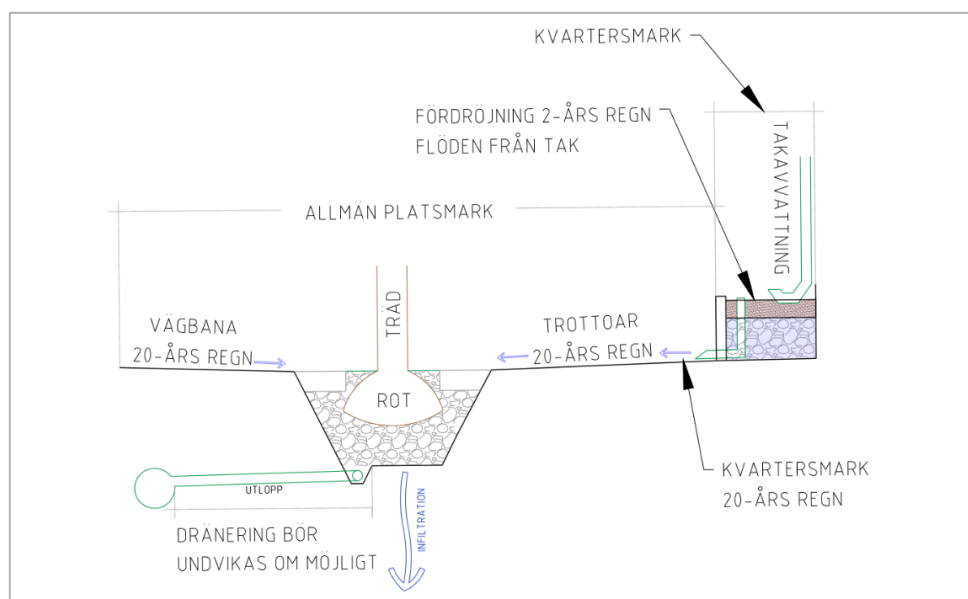 KVARTERSMARK
FÖRDRÖJNING 2-ÅRS REGN
FLÖDEN FRÅN TAK
TAKAVVATTNING
ALLMÄN PLATSMARK
TRÄD
VÄGBANA
20-ÅRS REGN
TROTTOAR
20-ÅRS REGN
ROT
KVARTERSMARK
20-ÅRS REGN
UTLOPP
INFILTRATION
DRÄNERING BÖR
UNDVIKAS OM MÖJLIGT